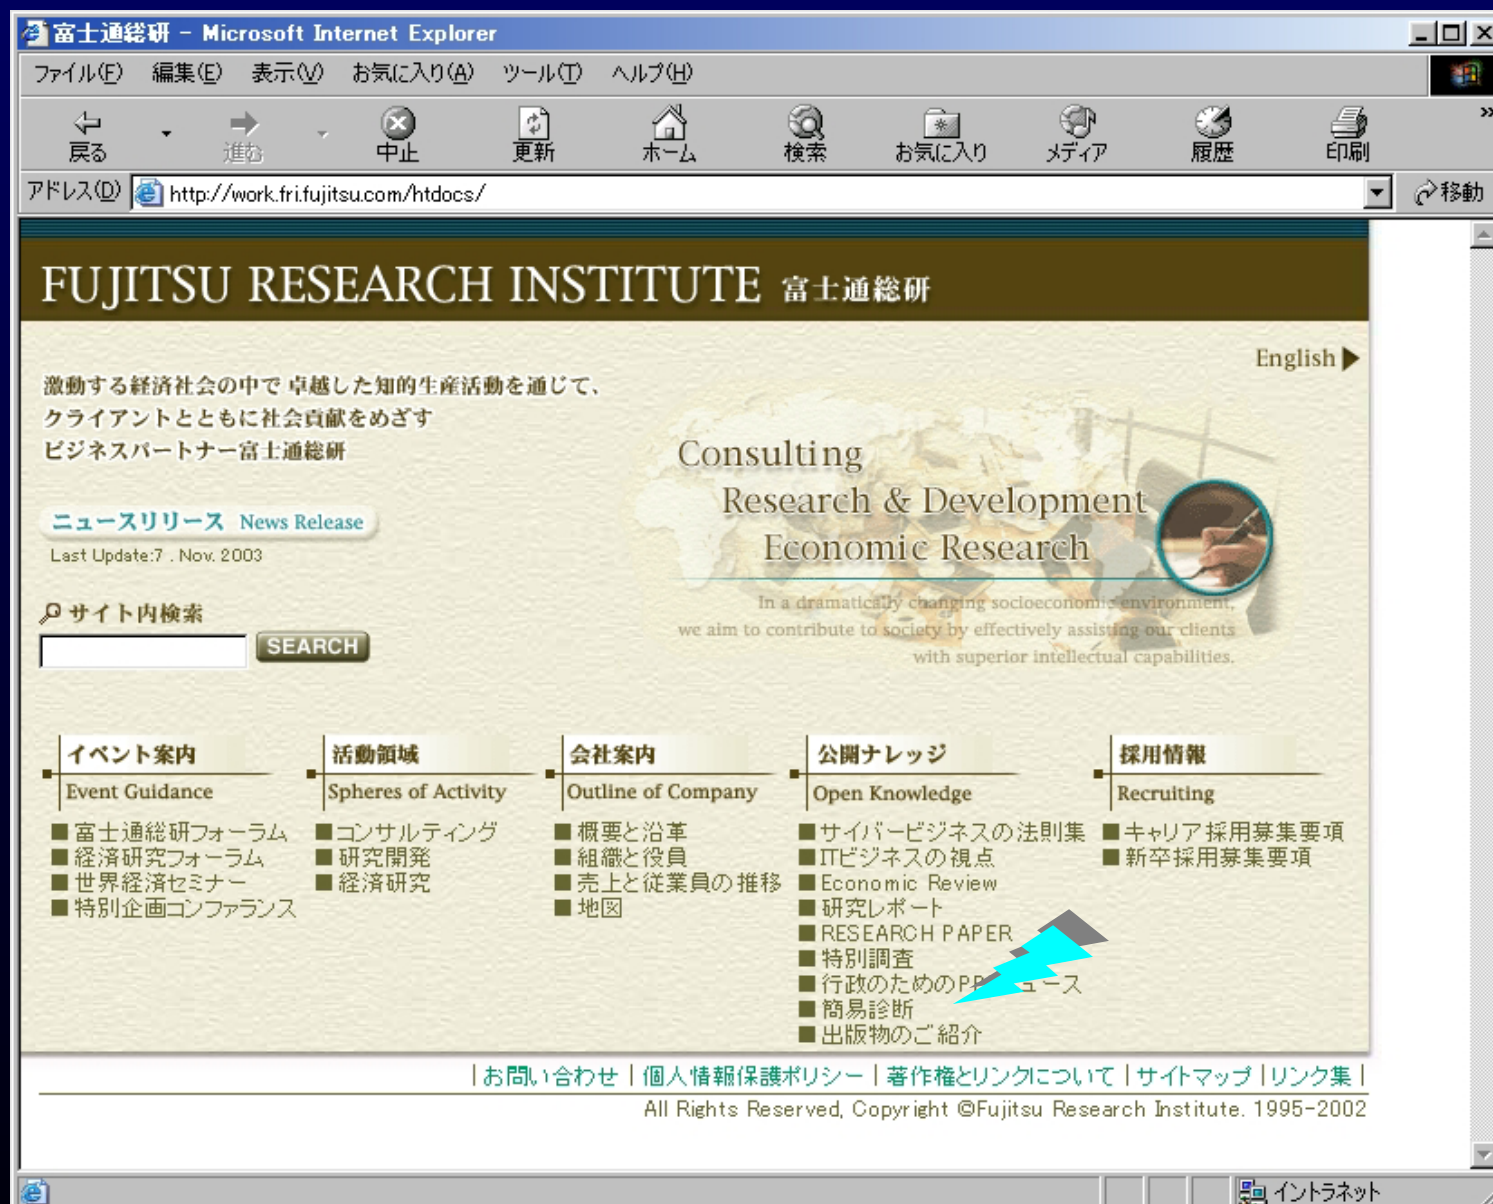 富士通総研 - Microsoft Internet Explorer
ファイル(F) 編集(E) 表示(V) お気に入り(A) ツール(T) ヘルプ(H)
戻る 進む 中止 更新 ホーム 検索 お気に入り メディア 履歴 印刷 »
アドレス(D) http://work.fri.fujitsu.com/htdocs/ 移動
FUJITSU RESEARCH INSTITUTE 富士通総研
English
激動する経済社会の中で 卓越した知的生産活動を通じて、
クライアントとともに社会貢献をめざす
ビジネスパートナー富士通総研
Consulting
Research & Development
Economic Research
In a dramatically changing socioeconomic environment,
we aim to contribute to society by effectively assisting our clients
with superior intellectual capabilities.
ニュースリリース News Release
Last Update:7 . Nov. 2003
サイト内検索
SEARCH
イベント案内
Event Guidance
■富士通総研フォーラム
■経済研究フォーラム
■世界経済セミナー
■特別企画コンファランス
活動領域
Spheres of Activity
■コンサルティング
■研究開発
■経済研究
会社案内
Outline of Company
■概要と沿革
■組織と役員
■売上と従業員の推移
■地図
公開ナレッジ
Open Knowledge
■サイバービジネスの法則集
■ITビジネスの視点
■Economic Review
■研究レポート
■RESEARCH PAPER
■特別調査
■行政のための
■簡易診断
■出版物のご紹介
採用情報
Recruiting
■キャリア採用募集要項
■新卒採用募集要項
|お問い合わせ|個人情報保護ポリシー|著作権とリンクについて|サイトマップ|リンク集|
All Rights Reserved, Copyright ©Fujitsu Research Institute. 1995-2002
イントラネット